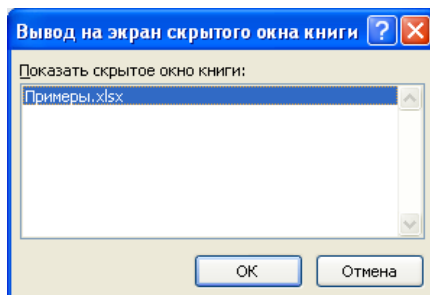 Вывод на экран скрытого окна книги
Показать скрытое окно книги:
Примеры.xlsx
ОК
Отмена